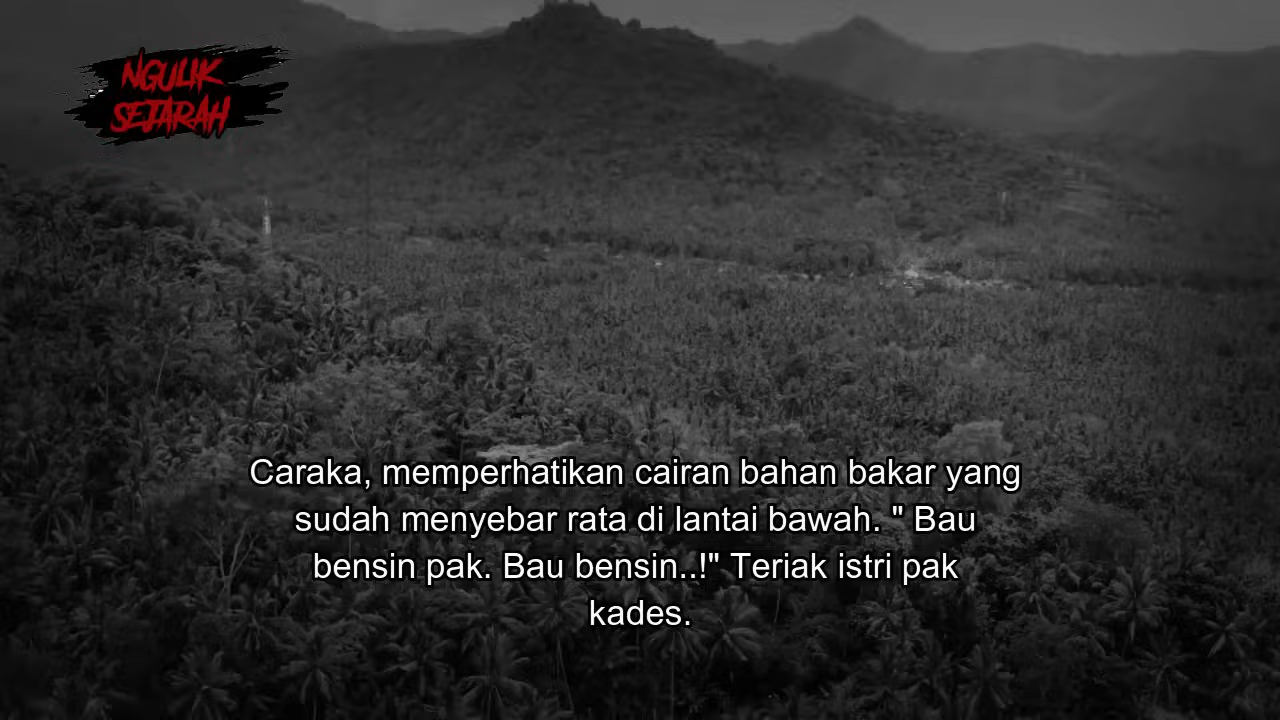 NGULIK
SEJARAH
Caraka, memperhatikan cairan bahan bakar yang
sudah menyebar rata di lantai bawah. " Bau
bensin pak. Bau bensin..!" Teriak istri pak
kades.